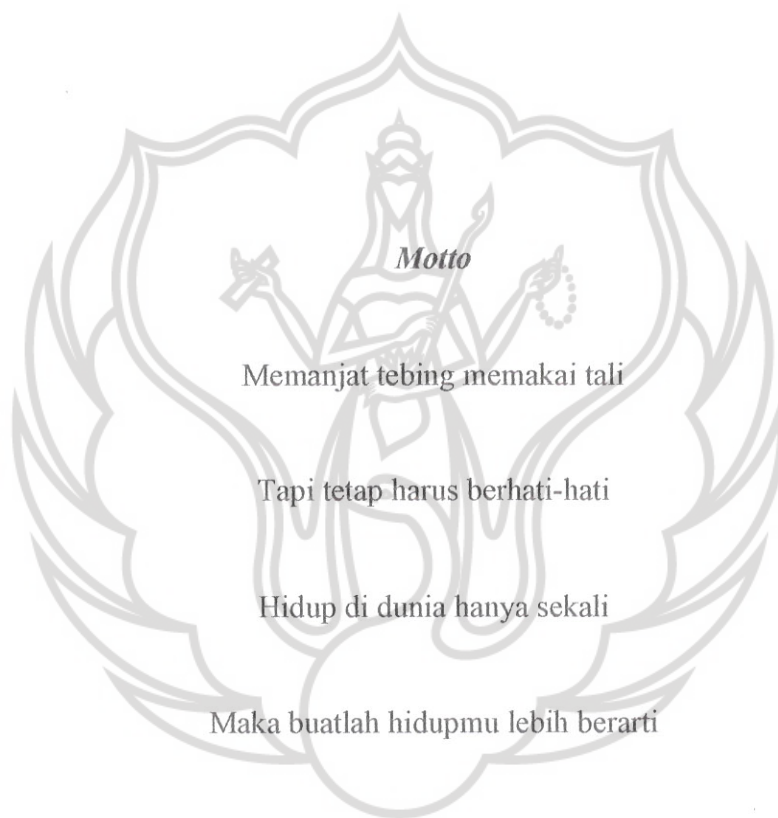 Motto
Memanjat tebing memakai tali
Tapi tetap harus berhati-hati
Hidup di dunia hanya sekali
Maka buatlah hidupmu lebih berarti